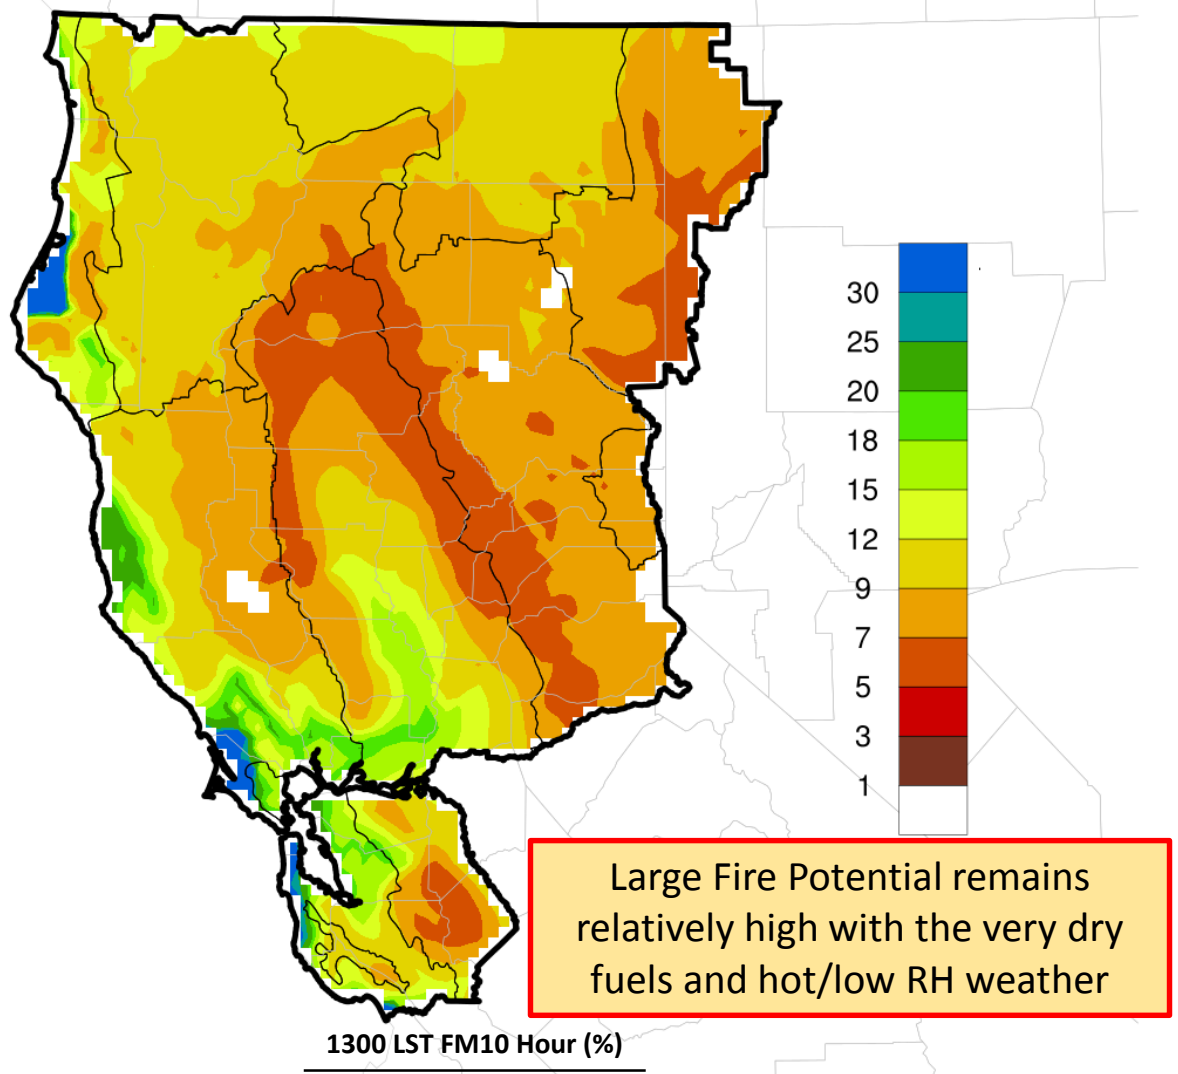 30
25
20
18
15
12
9
7
5
3
1
Large Fire Potential remains
relatively high with the very dry
fuels and hot/low RH weather
1300 LST FM10 Hour (%)